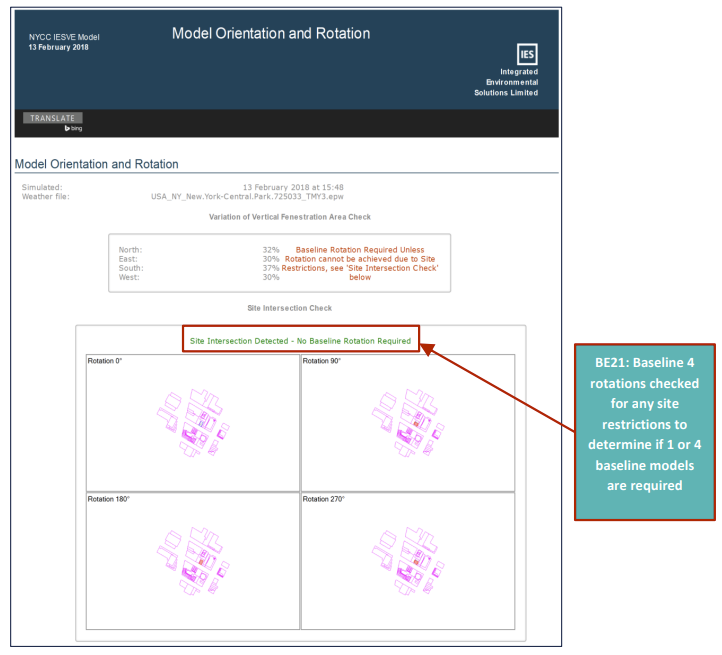 NYCC IESVE Model
13 February 2018
Model Orientation and Rotation
IES
Integrated
Environmental
Solutions Limited
TRANSLATE
bing
Model Orientation and Rotation
Simulated: 13 February 2018 at 15:48
Weather file: USA_NY_New.York-Central.Park.725033_TMY3.epw
Variation of Vertical Fenestration Area Check
North: 32% Baseline Rotation Required Unless
East: 30% Rotation cannot be achieved due to Site
South: 37% Restrictions, see 'Site Intersection Check'
West: 30% below
Site Intersection Check
Site Intersection Detected - No Baseline Rotation Required
Rotation 0°
Rotation 90°
Rotation 180°
Rotation 270°
BE21: Baseline 4
rotations checked
for any site
restrictions to
determine if 1 or 4
baseline models
are required